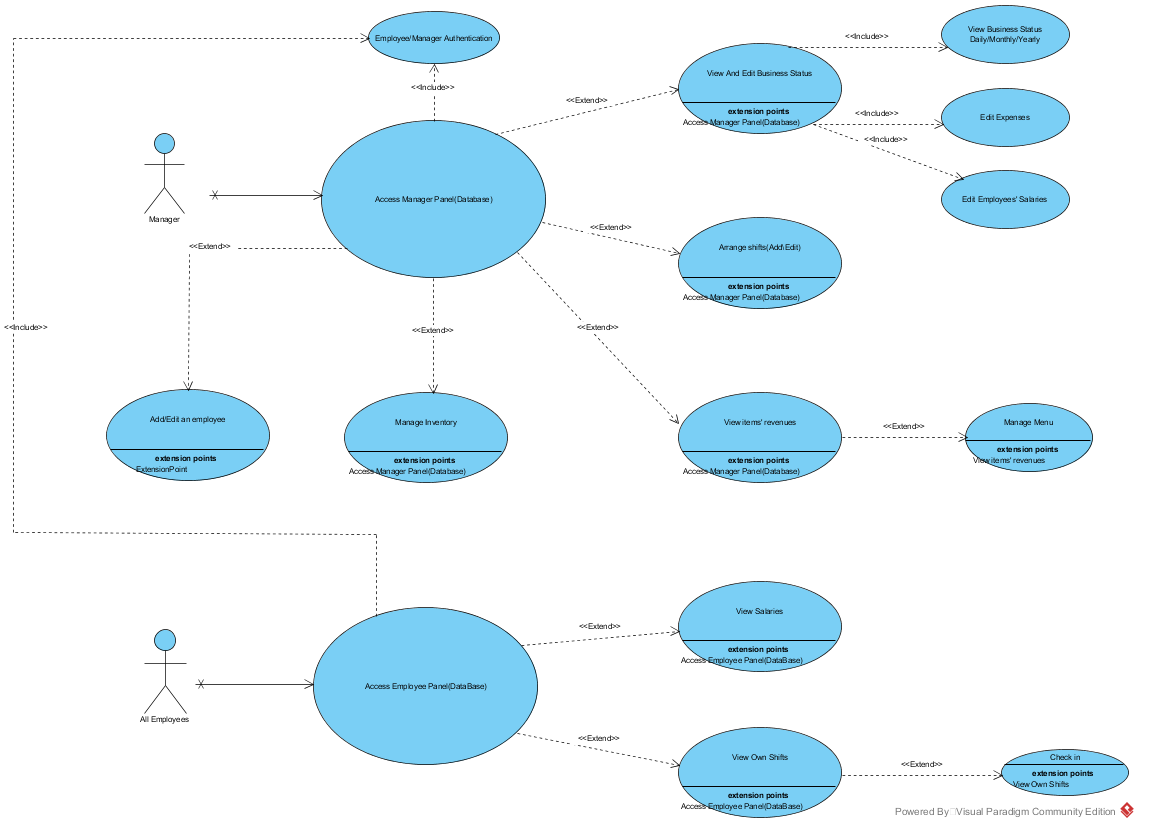 Employee/Manager Authentication
<<Include>>
View And Edit Business Status
extension points
Access Manager Panel(Database)
<<Include>>
View Business Status
Daily/Monthly/Yearly
<<Extend>>
<<Include>>
Edit Expenses
<<Include>>
Edit Employees' Salaries
Manager
Access Manager Panel(Database)
<<Extend>>
<<Extend>>
Arrange shifts(Add\Edit)
extension points
Access Manager Panel(Database)
<<Include>>
<<Extend>>
<<Extend>>
Add/Edit an employee
extension points
ExtensionPoint
Manage Inventory
extension points
Access Manager Panel(Database)
View items' revenues
extension points
Access Manager Panel(Database)
<<Extend>>
Manage Menu
extension points
View items' revenues
All Employees
Access Employee Panel(DataBase)
<<Extend>>
View Salaries
extension points
Access Employee Panel(DataBase)
<<Extend>>
View Own Shifts
extension points
Access Employee Panel(DataBase)
<<Extend>>
Check in
extension points
View Own Shifts
Powered By Visual Paradigm Community Edition